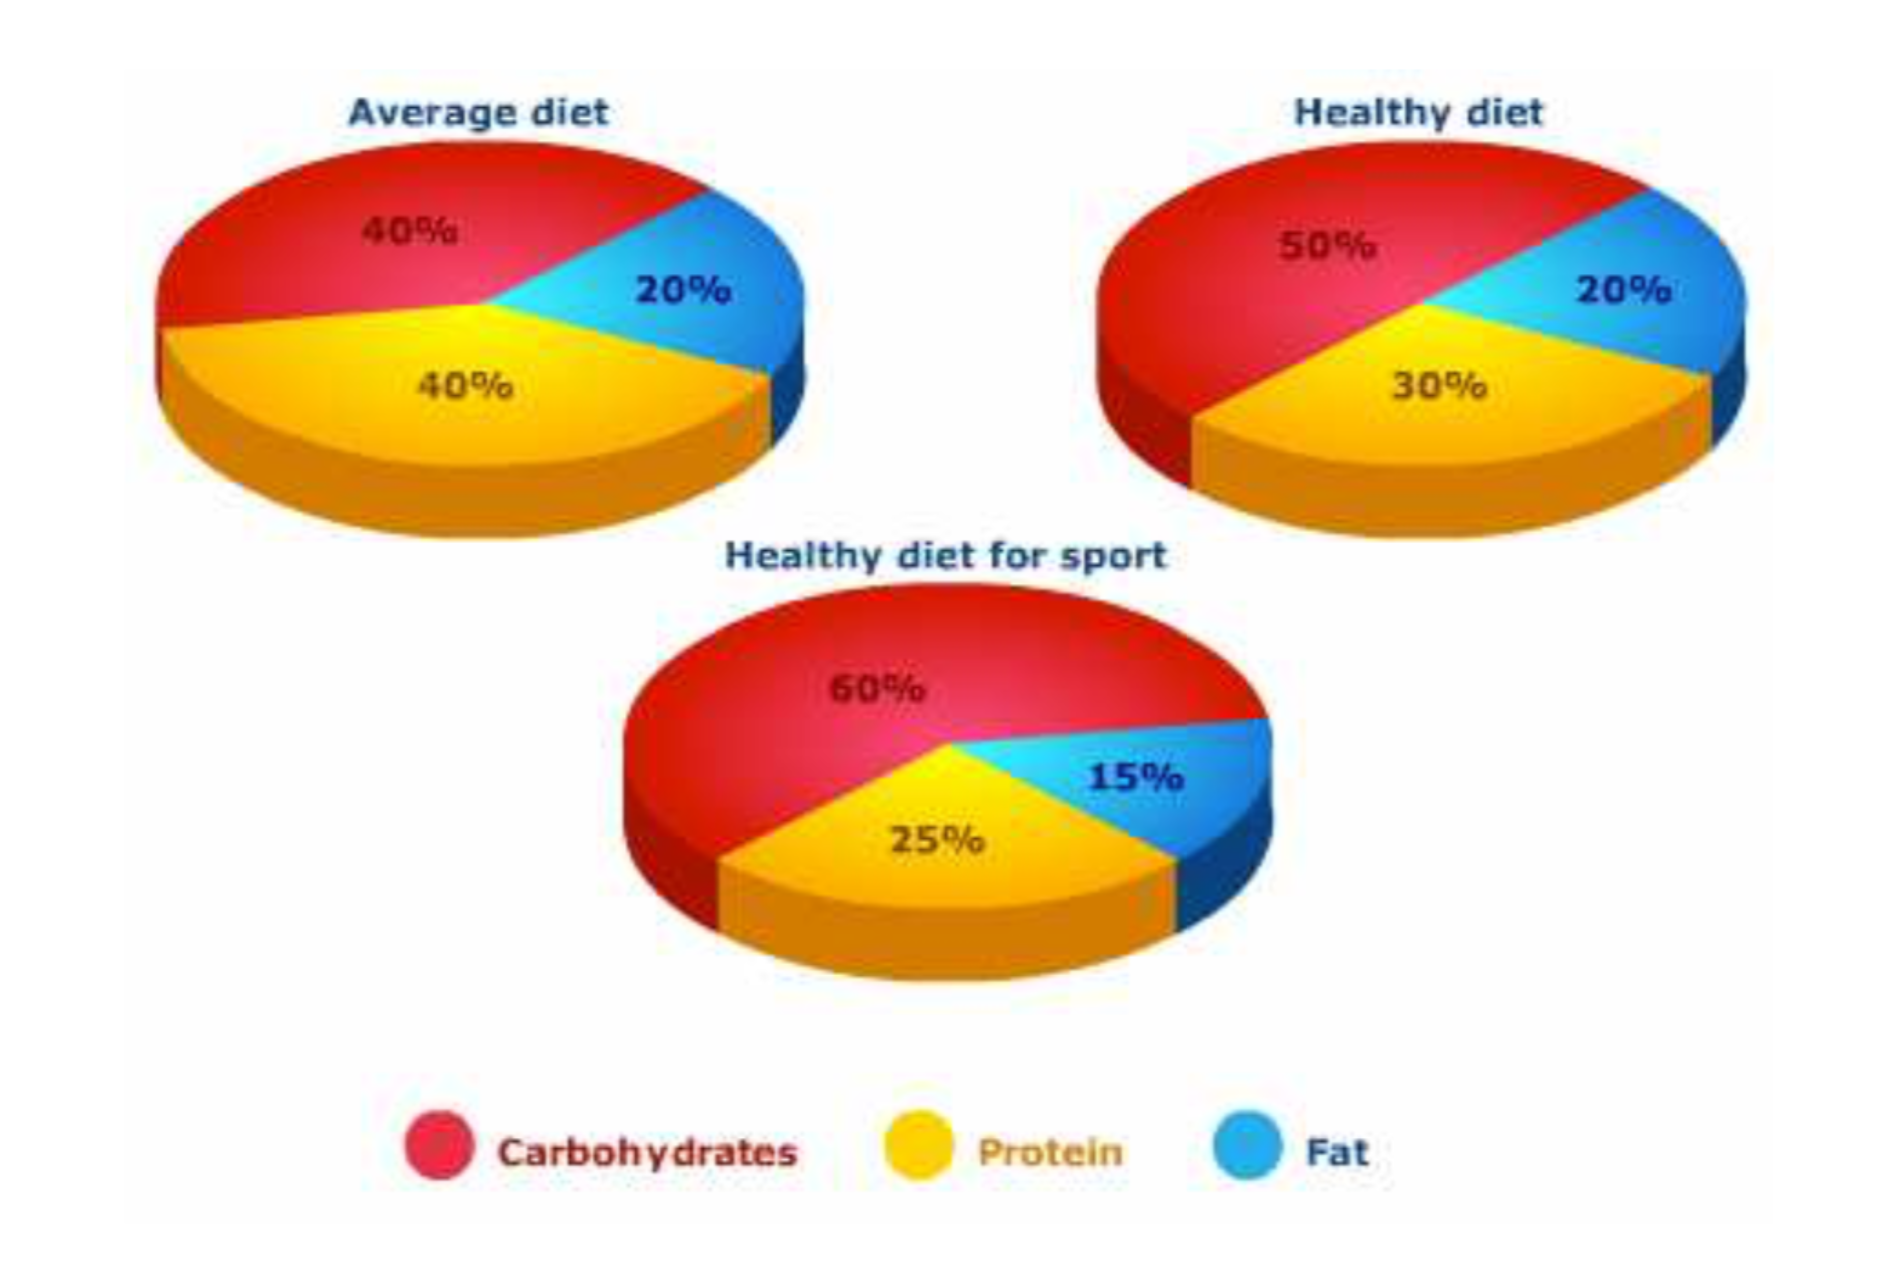 Average diet
40%
20%
40%
Healthy diet
50%
20%
30%
Healthy diet for sport
60%
15%
25%
Carbohydrates
Protein
Fat